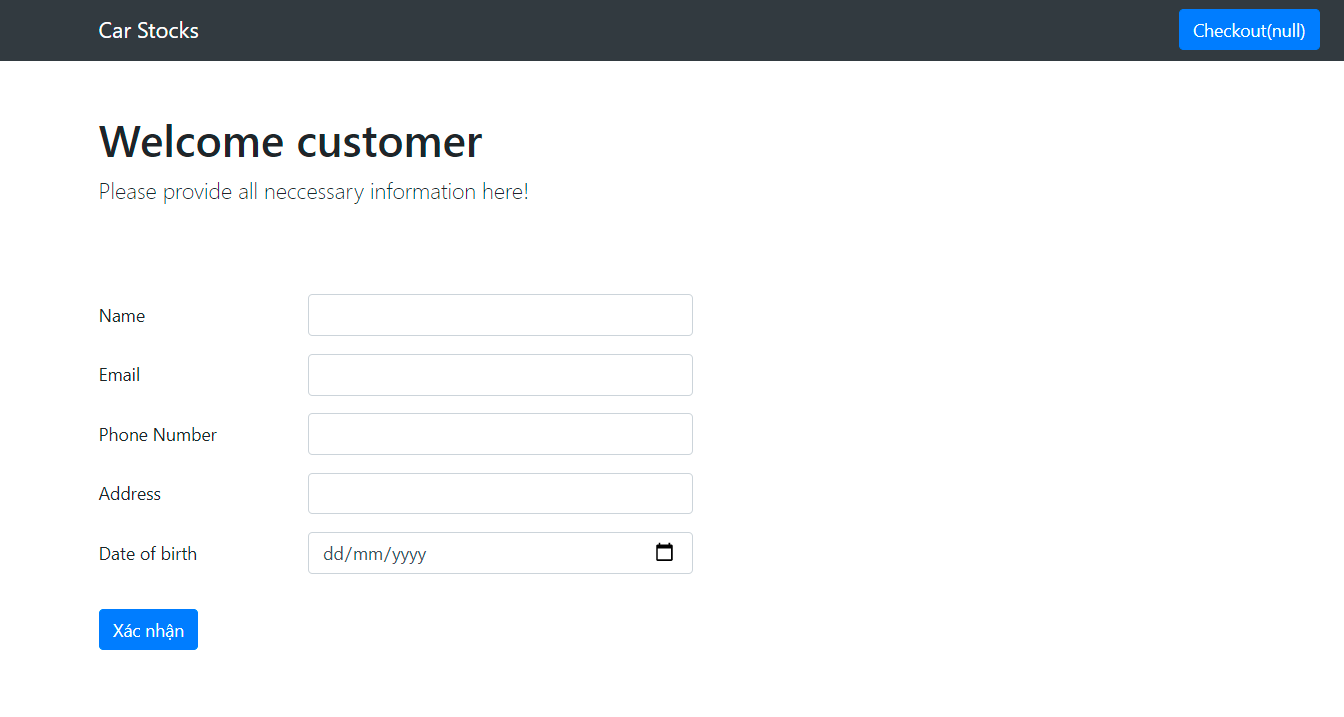 Car Stocks
Checkout(null)
Welcome customer
Please provide all neccessary information here!
Name
Email
Phone Number
Address
Date of birth
dd/mm/yyyy
Xác nhận